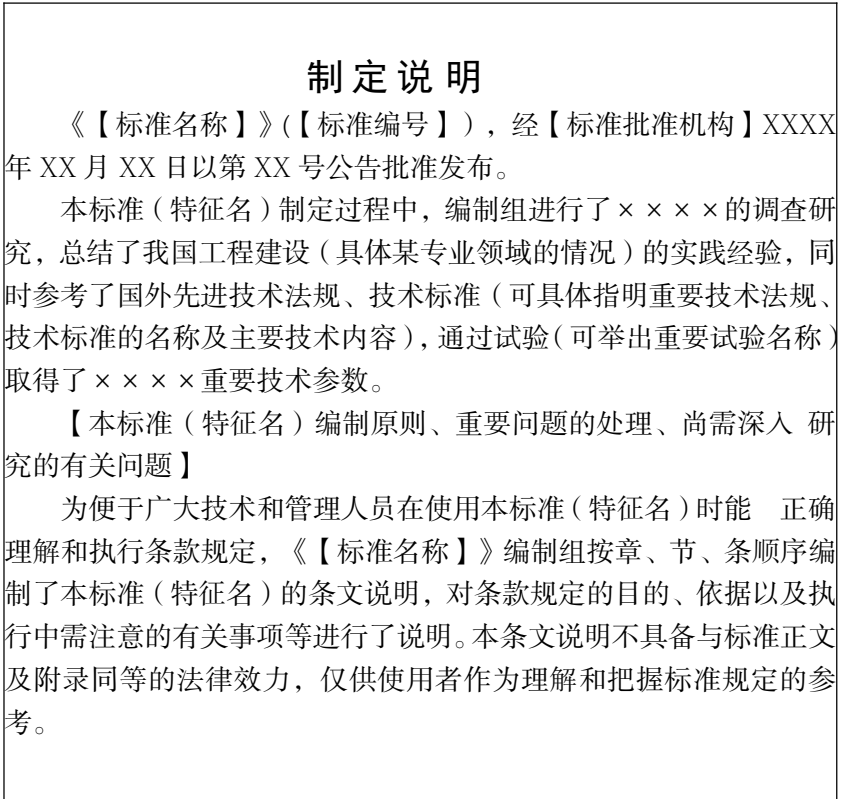 制定说明
《【标准名称】》(【标准编号】)，经【标准批准机构】XXXX
年 XX 月 XX 日以第 XX 号公告批准发布。
本标准(特征名)制定过程中，编制组进行了××××的调查研
究，总结了我国工程建设(具体某专业领域的情况)的实践经验，同
时参考了国外先进技术法规、技术标准(可具体指明重要技术法规、
技术标准的名称及主要技术内容)，通过试验(可举出重要试验名称)
取得了××××重要技术参数。
【本标准(特征名)编制原则、重要问题的处理、尚需深入 研
究的有关问题】
为便于广大技术和管理人员在使用本标准(特征名)时能 正确
理解和执行条款规定，《【标准名称】》编制组按章、节、条顺序编
制了本标准(特征名)的条文说明，对条款规定的目的、依据以及执
行中需注意的有关事项等进行了说明。本条文说明不具备与标准正文
及附录同等的法律效力，仅供使用者作为理解和把握标准规定的参
考。